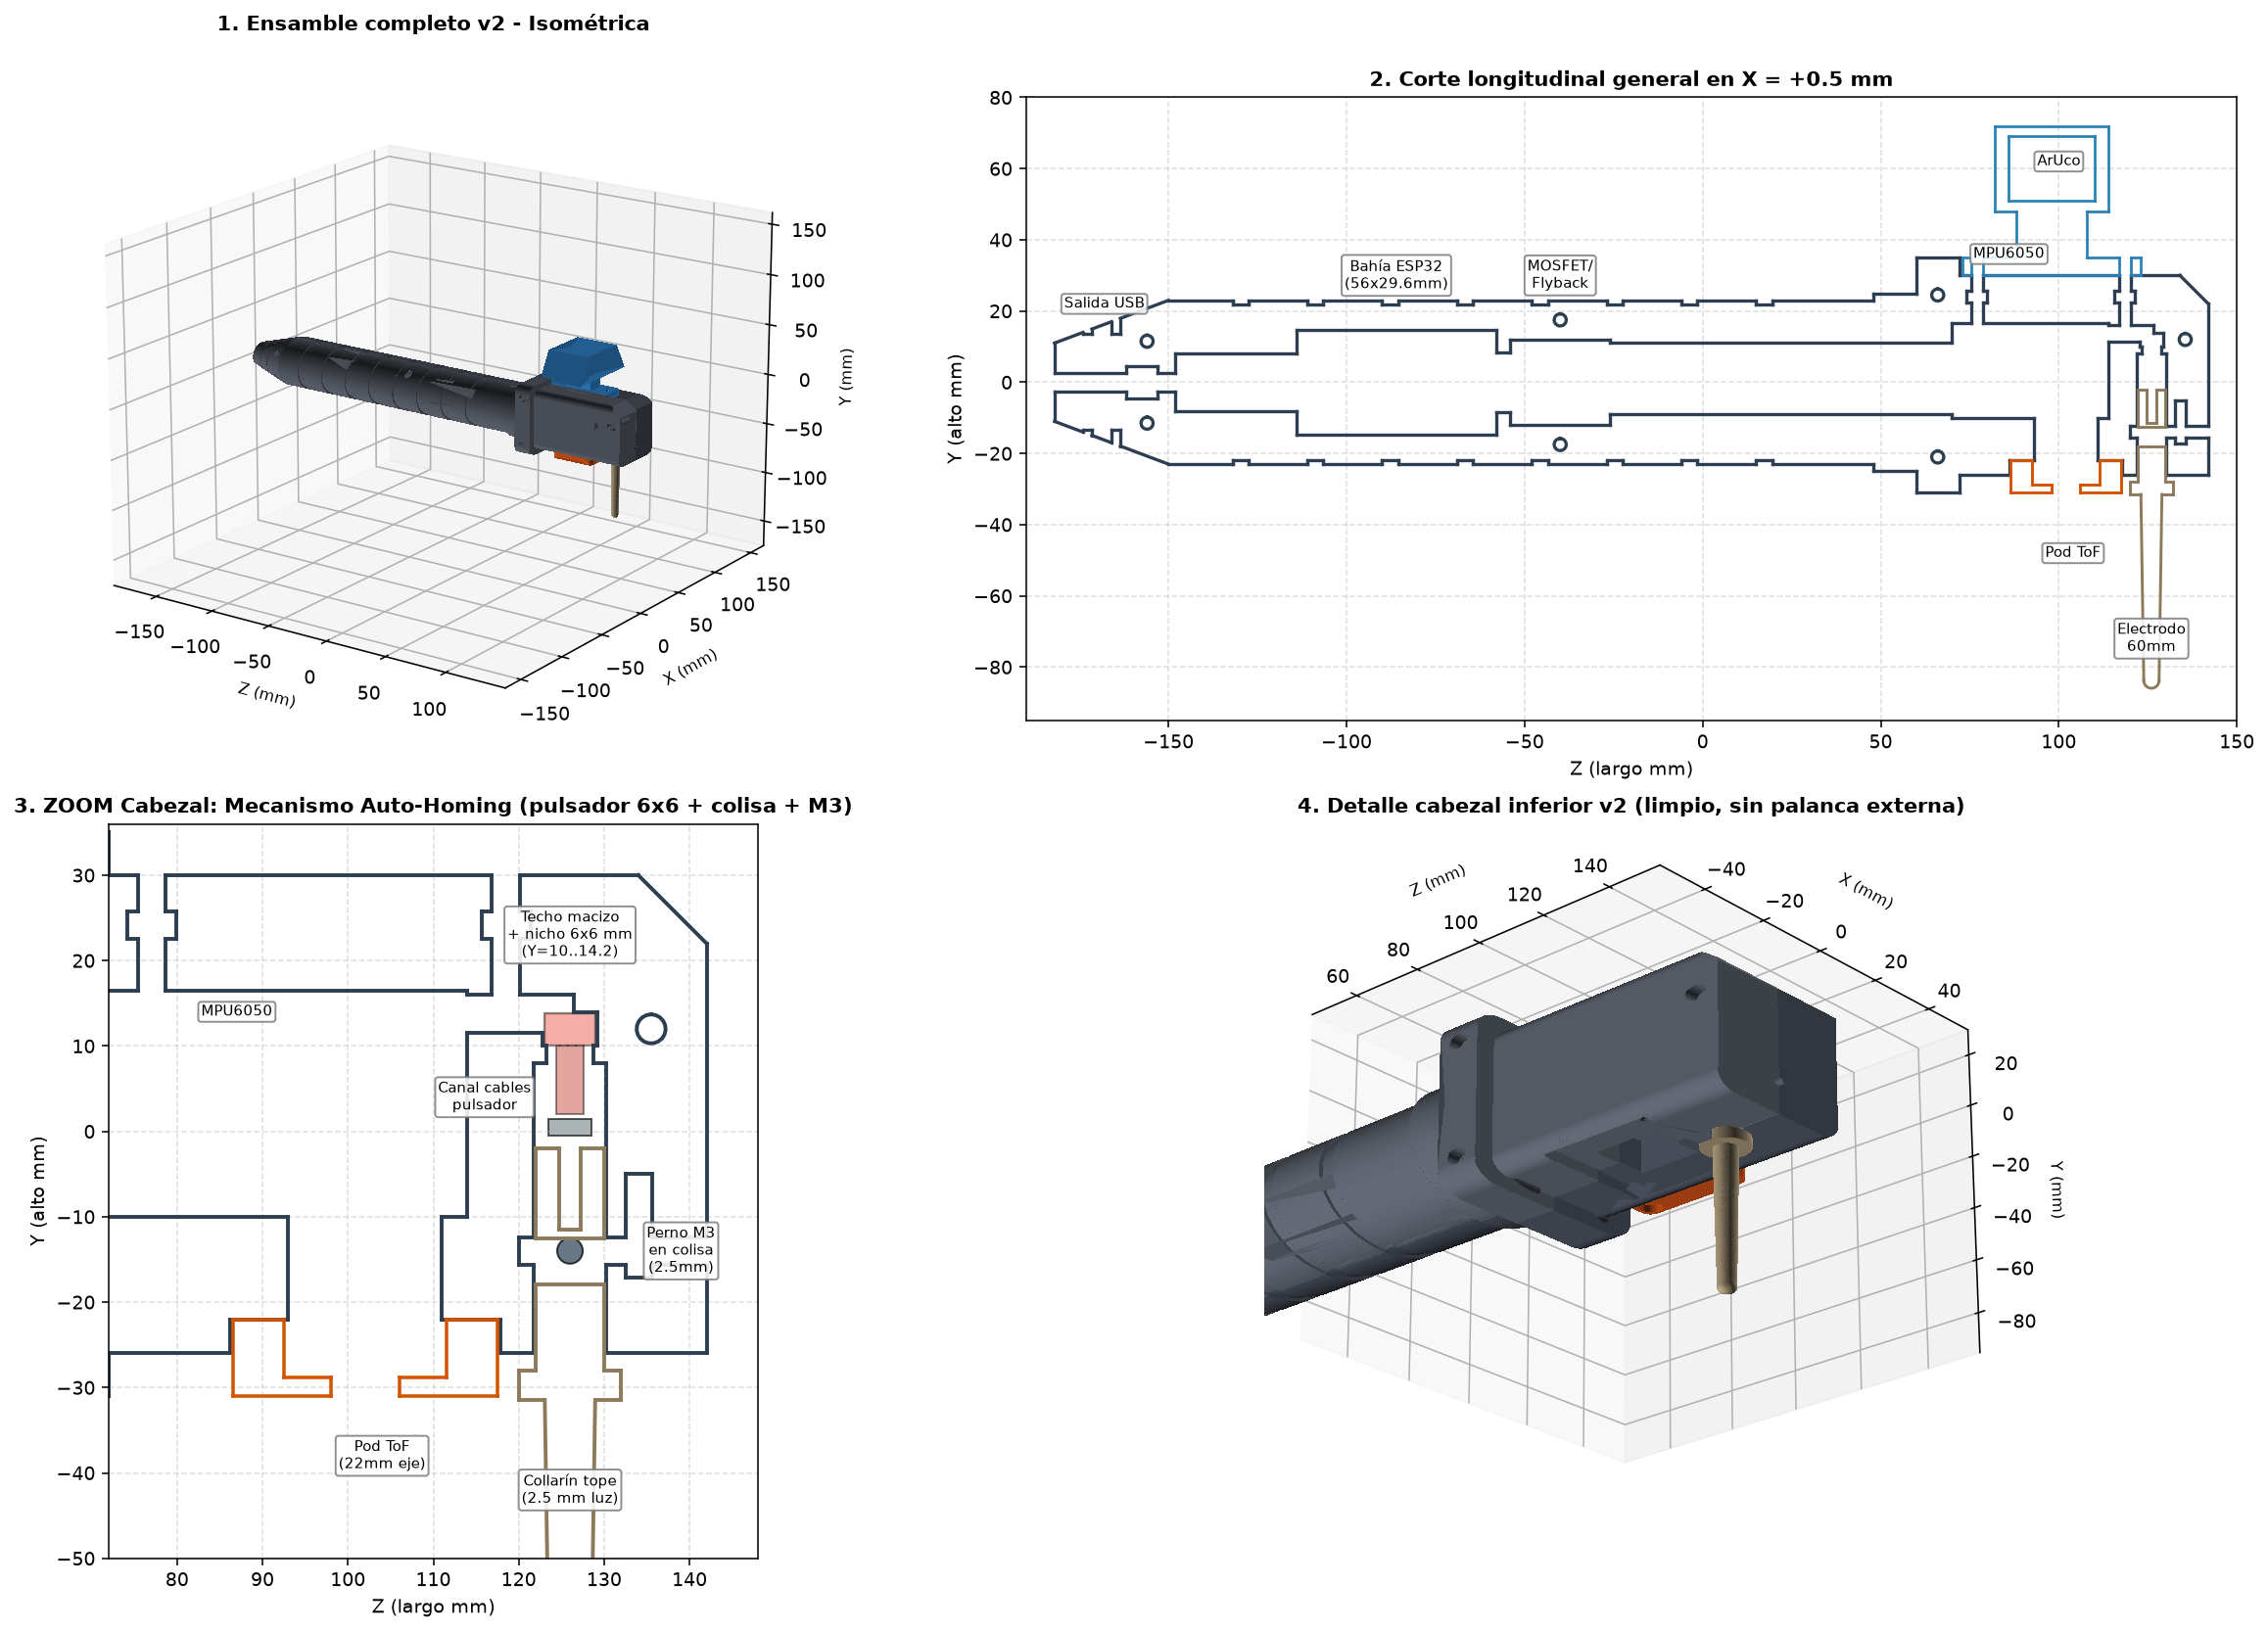 1. Ensamble completo v2 - Isométrica
150
100
50
0
−50
−100
−150
Y (mm)
−150
−100
−50
0
50
100
Z (mm)
−150
−100
−50
0
50
100
150
X (mm)
2. Corte longitudinal general en X = +0.5 mm
80
60
40
20
0
−20
−40
−60
−80
Y (alto mm)
ArUco
MPU6050
Bahía ESP32
(56x29.6mm)
MOSFET/
Flyback
Salida USB
Pod ToF
Electrodo
60mm
−150
−100
−50
0
50
100
150
Z (largo mm)
3. ZOOM Cabezal: Mecanismo Auto-Homing (pulsador 6x6 + colisa + M3)
30
20
10
0
−10
−20
−30
−40
−50
Y (alto mm)
Techo macizo
+ nicho 6x6 mm
(Y=10..14.2)
MPU6050
Canal cables
pulsador
Perno M3
en colisa
(2.5mm)
Pod ToF
(22mm eje)
Collarín tope
(2.5 mm luz)
80
90
100
110
120
130
140
Z (largo mm)
4. Detalle cabezal inferior v2 (limpio, sin palanca externa)
Z (mm)
60
80
100
120
140
−40
−20
0
20
40
X (mm)
20
0
−20
−40
−60
−80
Y (mm)